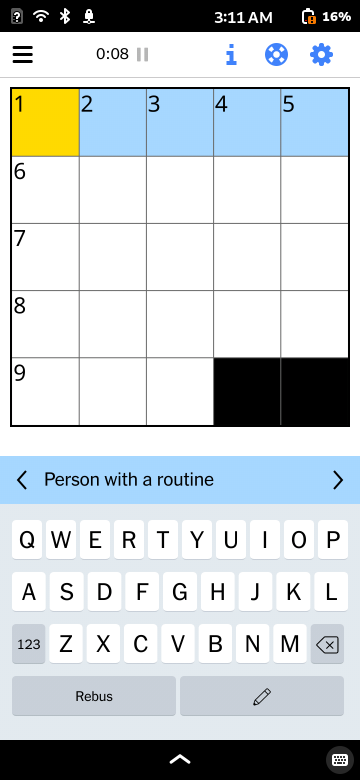 3:11 AM 16%
0:08
1 2 3 4 5
6
7
8
9
Person with a routine
Q W E R T Y U I O P
A S D F G H J K L
123 Z X C V B N M
Rebus